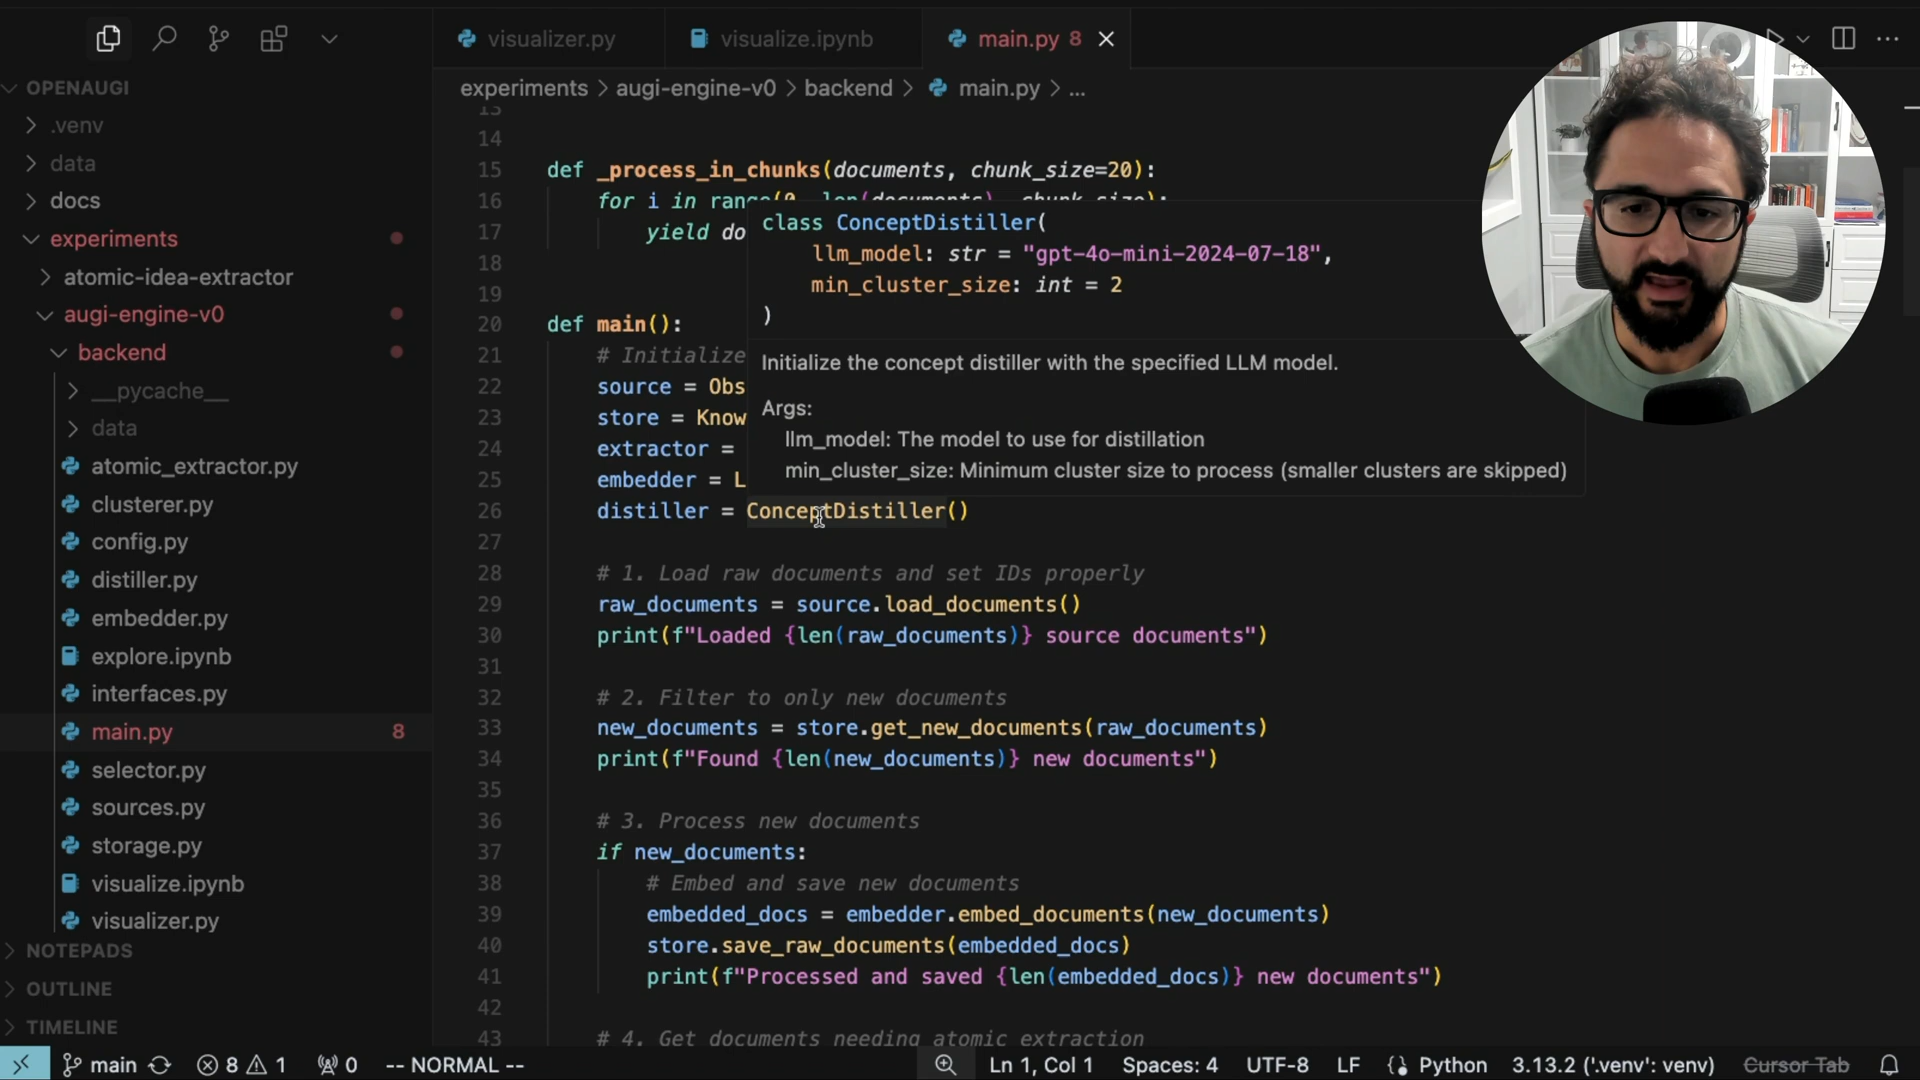 visualizer.py
visualize.ipynb
main.py 8
OPENAUGI
.venv
data
docs
experiments
atomic-idea-extractor
augi-engine-v0
backend
__pycache__
data
atomic_extractor.py
clusterer.py
config.py
distiller.py
embedder.py
explore.ipynb
interfaces.py
main.py 8
selector.py
sources.py
storage.py
visualize.ipynb
visualizer.py
NOTEPADS
OUTLINE
TIMELINE
experiments > augi-engine-v0 > backend > main.py > ...
13
14
15 def _process_in_chunks(documents, chunk_size=20):
16 for i in range(0, len(documents), chunk_size):
17 yield do
18
19
20 def main():
21 # Initialize
22 source = Obs
23 store = Know
24 extractor =
25 embedder = L
26 distiller = ConceptDistiller()
27
28 # 1. Load raw documents and set IDs properly
29 raw_documents = source.load_documents()
30 print(f"Loaded {len(raw_documents)} source documents")
31
32 # 2. Filter to only new documents
33 new_documents = store.get_new_documents(raw_documents)
34 print(f"Found {len(new_documents)} new documents")
35
36 # 3. Process new documents
37 if new_documents:
38 # Embed and save new documents
39 embedded_docs = embedder.embed_documents(new_documents)
40 store.save_raw_documents(embedded_docs)
41 print(f"Processed and saved {len(embedded_docs)} new documents")
42
43 # 4. Get documents needing atomic extraction
class ConceptDistiller(
llm_model: str = "gpt-4o-mini-2024-07-18",
min_cluster_size: int = 2
)
Initialize the concept distiller with the specified LLM model.
Args:
llm_model: The model to use for distillation
min_cluster_size: Minimum cluster size to process (smaller clusters are skipped)
main 8 1 0 -- NORMAL -- Ln 1, Col 1 Spaces: 4 UTF-8 LF {} Python 3.13.2 ('.venv': venv) Cursor Tab